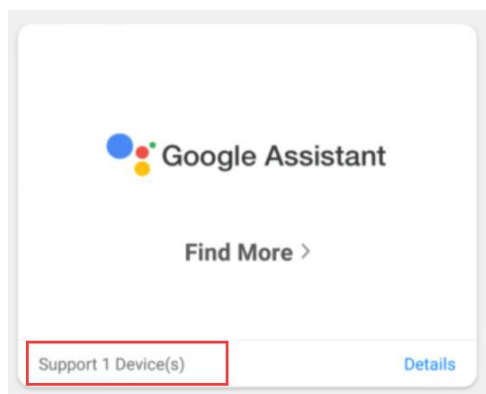 Google Assistant
Find More >
Support 1 Device(s)
Details